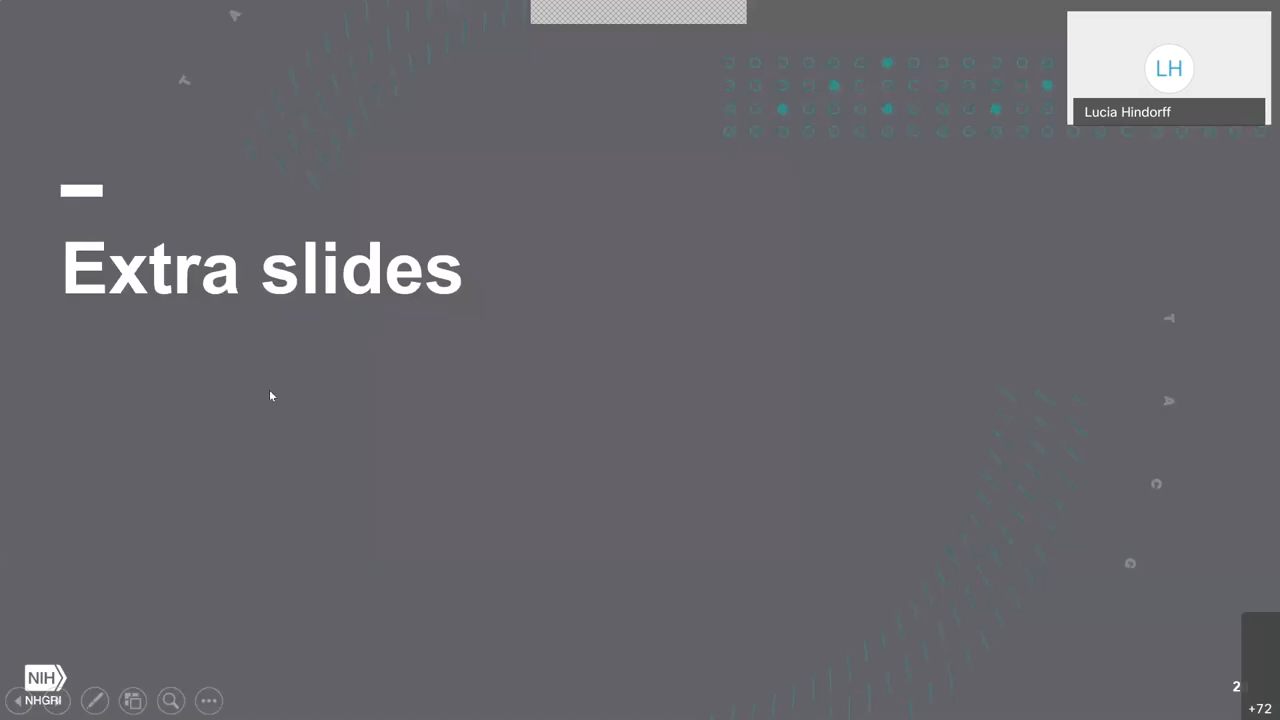 LH
Lucia Hindorff
Extra slides
A
T
T
A
C
G
NIH
NHGRI
2
+72